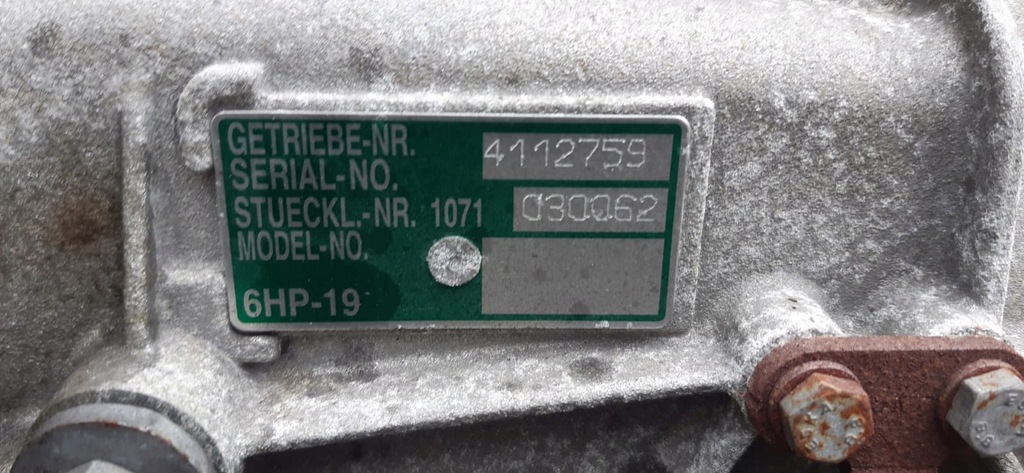 GETRIEBE-NR. 4112759
SERIAL-NO.
STUECKL.-NR. 1071 030062
MODEL-NO.
6HP-19